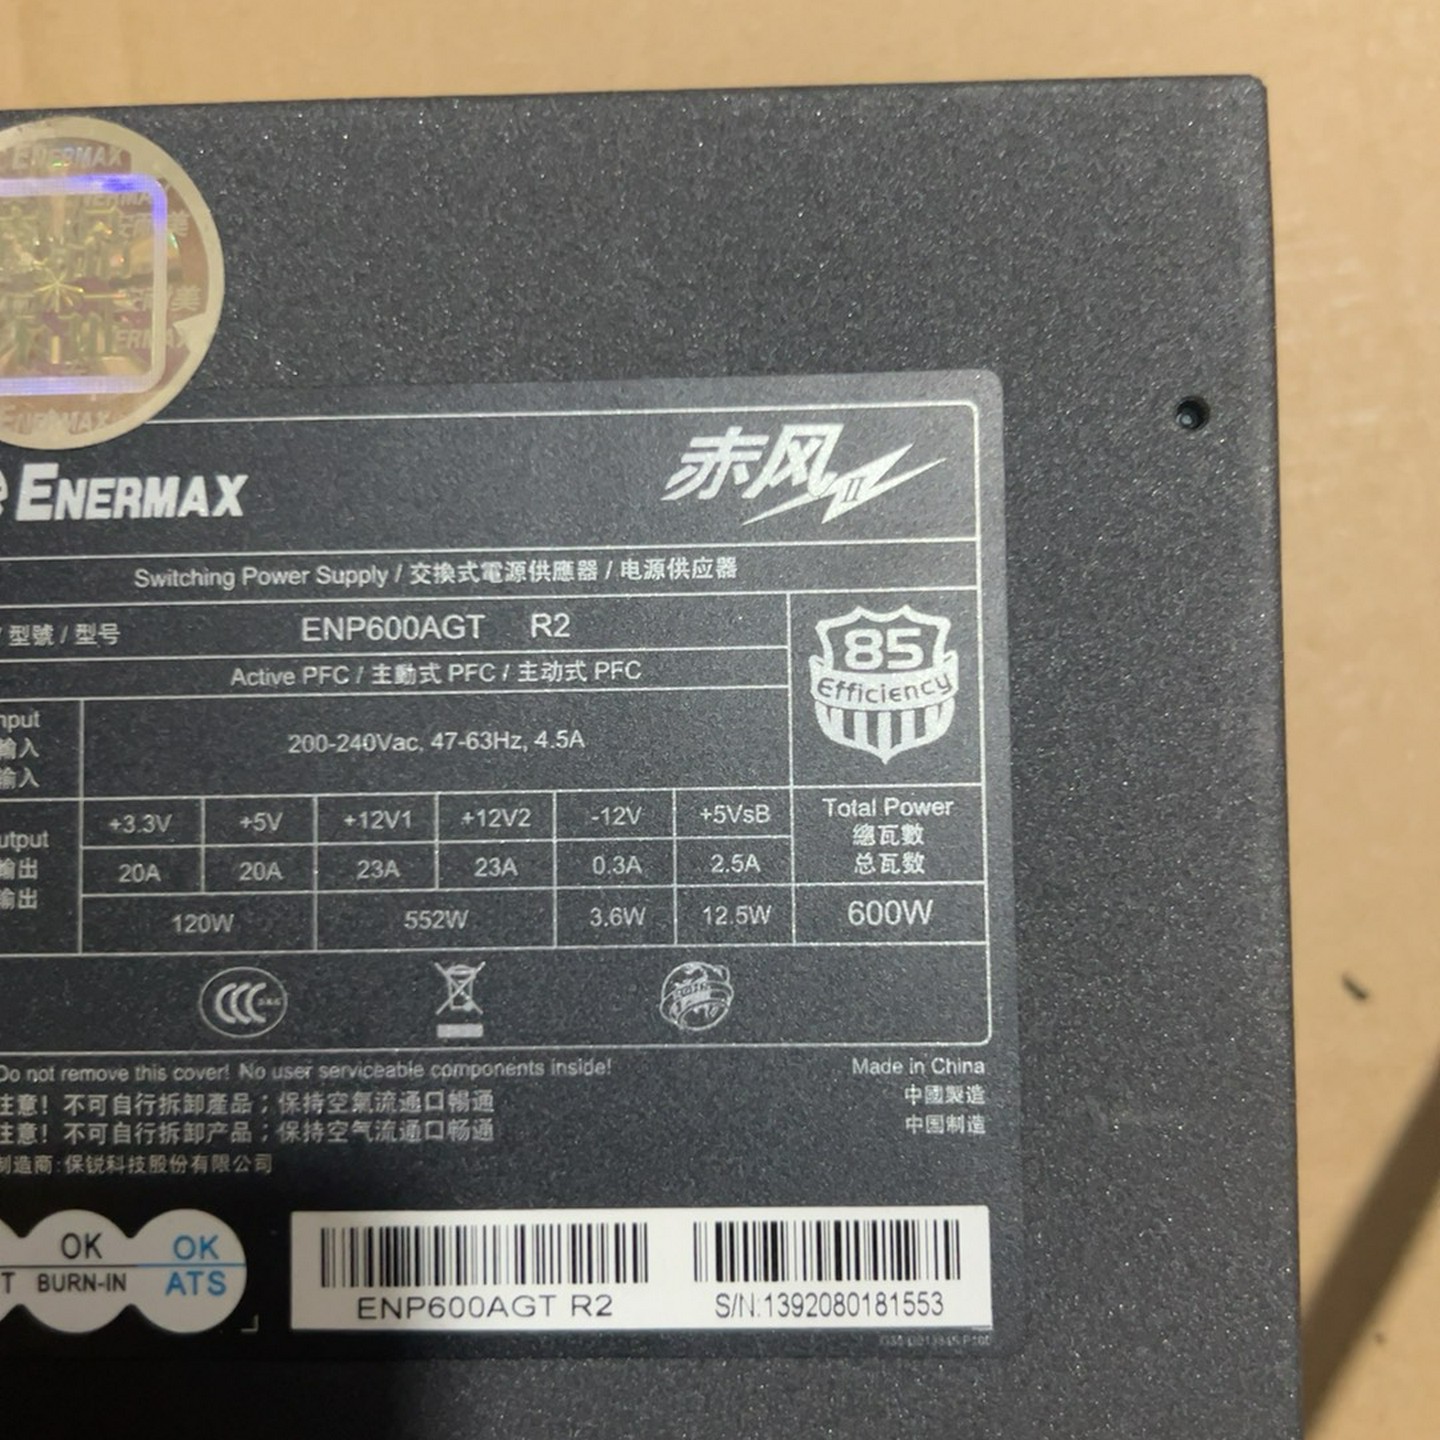 ENERMAX
ENERMAX
ENERMAX
赤风 II
Switching Power Supply / 交換式電源供應器 / 电源供应器
/ 型號 / 型号
ENP600AGT R2
85
Efficiency
Active PFC / 主動式 PFC / 主动式 PFC
輸入
输入
200-240Vac, 47-63Hz, 4.5A
+3.3V +5V +12V1 +12V2 -12V +5VsB Total Power
總瓦數
总瓦数
輸出
输出
20A 20A 23A 23A 0.3A 2.5A
120W 552W 3.6W 12.5W 600W
CCC
Do not remove this cover! No user serviceable components inside!
Made in China
注意！不可自行拆卸產品；保持空氣流通口暢通
中國製造
注意！不可自行拆卸产品；保持空气流通口畅通
中国制造
制造商:保锐科技股份有限公司
OK
BURN-IN
OK
ATS
ENP600AGT R2
S/N:1392080181553